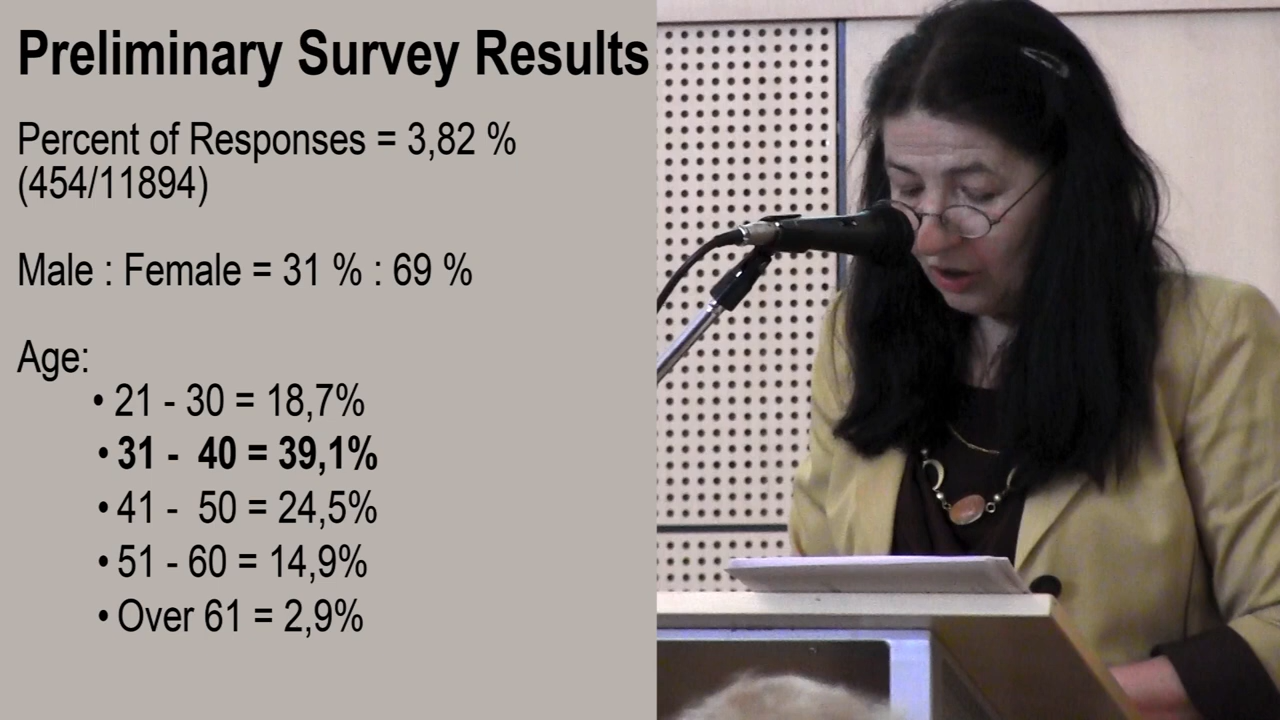 Preliminary Survey Results
Percent of Responses = 3,82 %
(454/11894)
Male : Female = 31 % : 69 %
Age:
• 21 - 30 = 18,7%
• 31 - 40 = 39,1%
• 41 - 50 = 24,5%
• 51 - 60 = 14,9%
• Over 61 = 2,9%